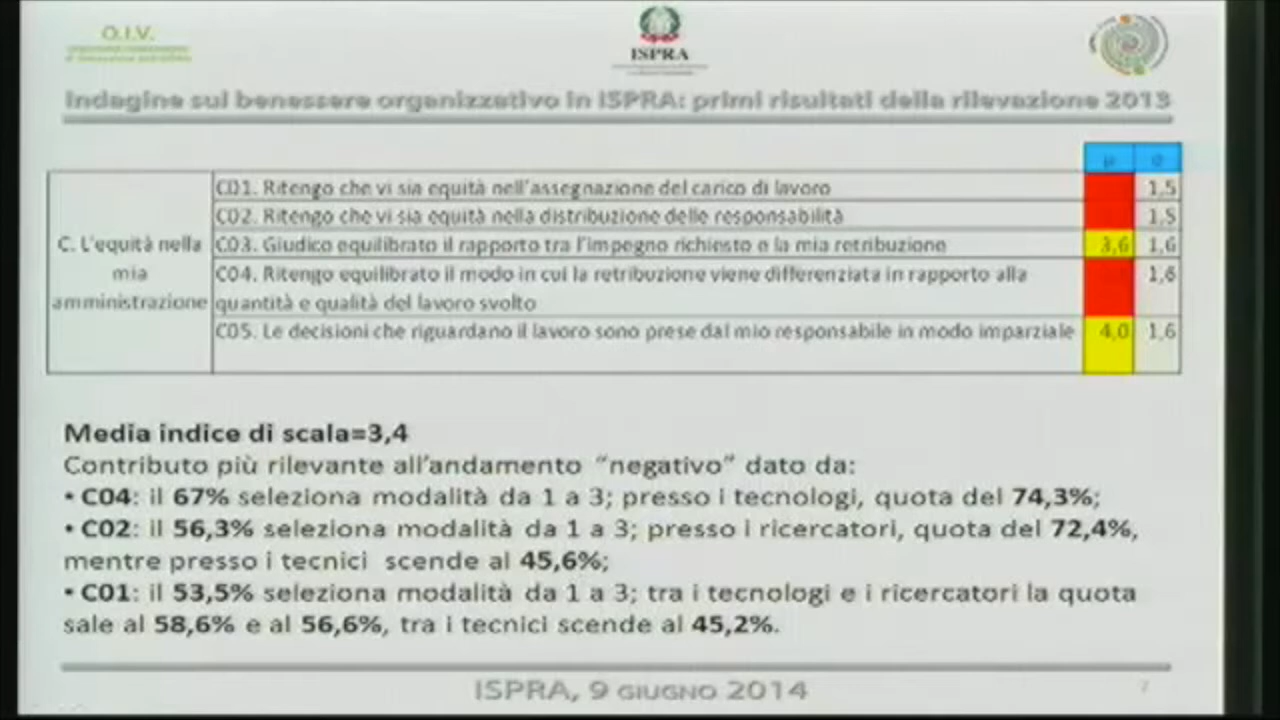 O.I.V.
ISPRA
Indagine sul benessere organizzativo in ISPRA: primi risultati della rilevazione 2013
μ σ
C. L'equità nella mia amministrazione
C01. Ritengo che vi sia equità nell'assegnazione del carico di lavoro 1,5
C02. Ritengo che vi sia equità nella distribuzione delle responsabilità 1,5
C03. Giudico equilibrato il rapporto tra l'impegno richiesto e la mia retribuzione 3,6 1,6
C04. Ritengo equilibrato il modo in cui la retribuzione viene differenziata in rapporto alla 1,6
quantità e qualità del lavoro svolto
C05. Le decisioni che riguardano il lavoro sono prese dal mio responsabile in modo imparziale 4,0 1,6
Media indice di scala=3,4
Contributo più rilevante all'andamento "negativo" dato da:
• C04: il 67% seleziona modalità da 1 a 3; presso i tecnologi, quota del 74,3%;
• C02: il 56,3% seleziona modalità da 1 a 3; presso i ricercatori, quota del 72,4%,
mentre presso i tecnici scende al 45,6%;
• C01: il 53,5% seleziona modalità da 1 a 3; tra i tecnologi e i ricercatori la quota
sale al 58,6% e al 56,6%, tra i tecnici scende al 45,2%.
ISPRA, 9 GIUGNO 2014
7